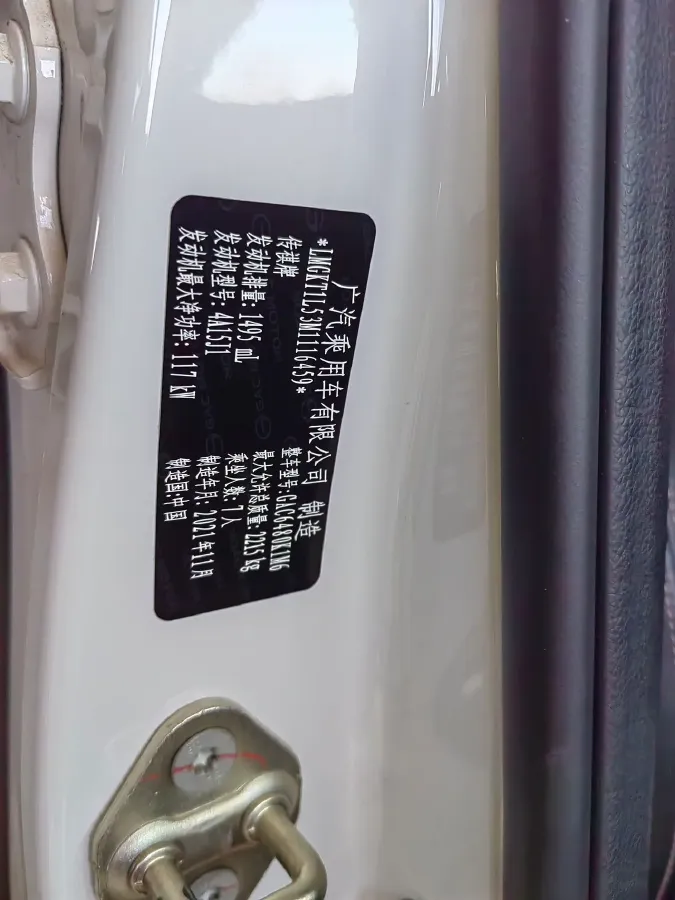 广汽乘用车有限公司 制造
*LMGKT1L53M1116459*
传祺牌 整车型号:GAC6480K1M6
发动机排量:1495 mL 最大允许总质量:2215 kg
发动机型号:4A15J1 乘坐人数:7人
发动机最大净功率:117 kW 制造年月:2021年11月
制造国:中国